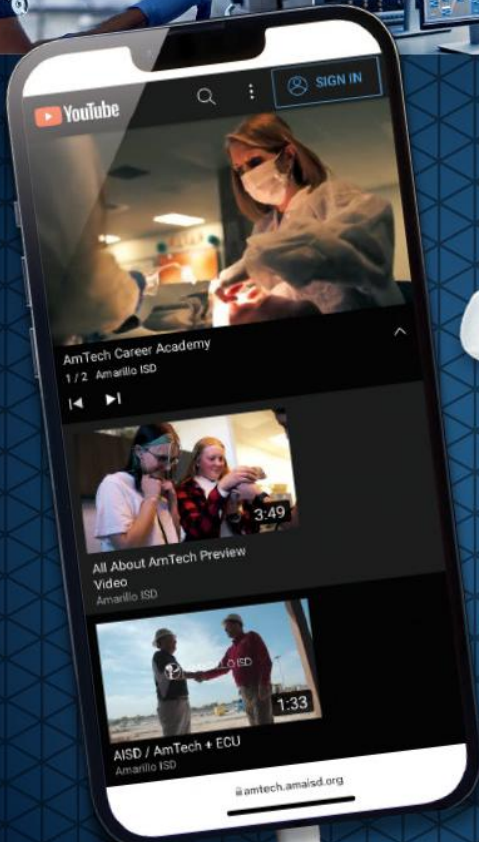 YouTube
SIGN IN
AmTech Career Academy
1 / 2 Amarillo ISD
3:49
All About AmTech Preview
Video
Amarillo ISD
1:33
AISD / AmTech + ECU
Amarillo ISD
amtech.amaisd.org